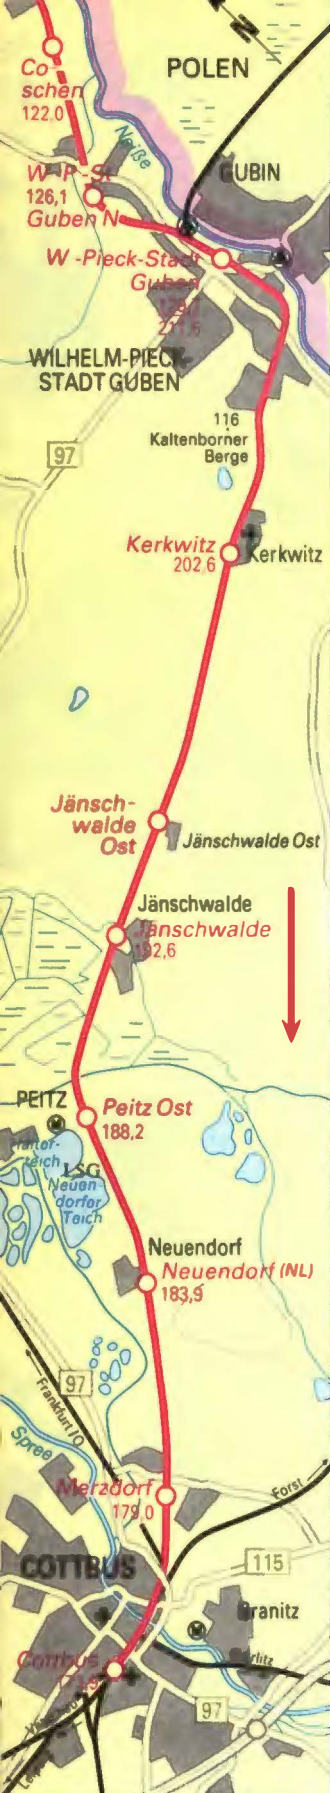 N
POLEN
Co-
schen
122,0
Neiße
GUBIN
W-P-St
126,1
Guben N
W-Pieck-Stadt
Guben
211,5
WILHELM-PIECK-
STADT GUBEN
116
Kaltenborner
Berge
97
Kerkwitz
202,6
Kerkwitz
Jänsch-
walde
Ost
Jänschwalde Ost
Jänschwalde
Jänschwalde
192,6
PEITZ
Peitz Ost
188,2
teich
LSG
Neuen-
dorfer
Teich
Neuendorf
Neuendorf (NL)
183,9
97
Frankfurt/O
Spree
Merzdorf
179,0
Forst
COTTBUS
115
Branitz
Cottbus
97